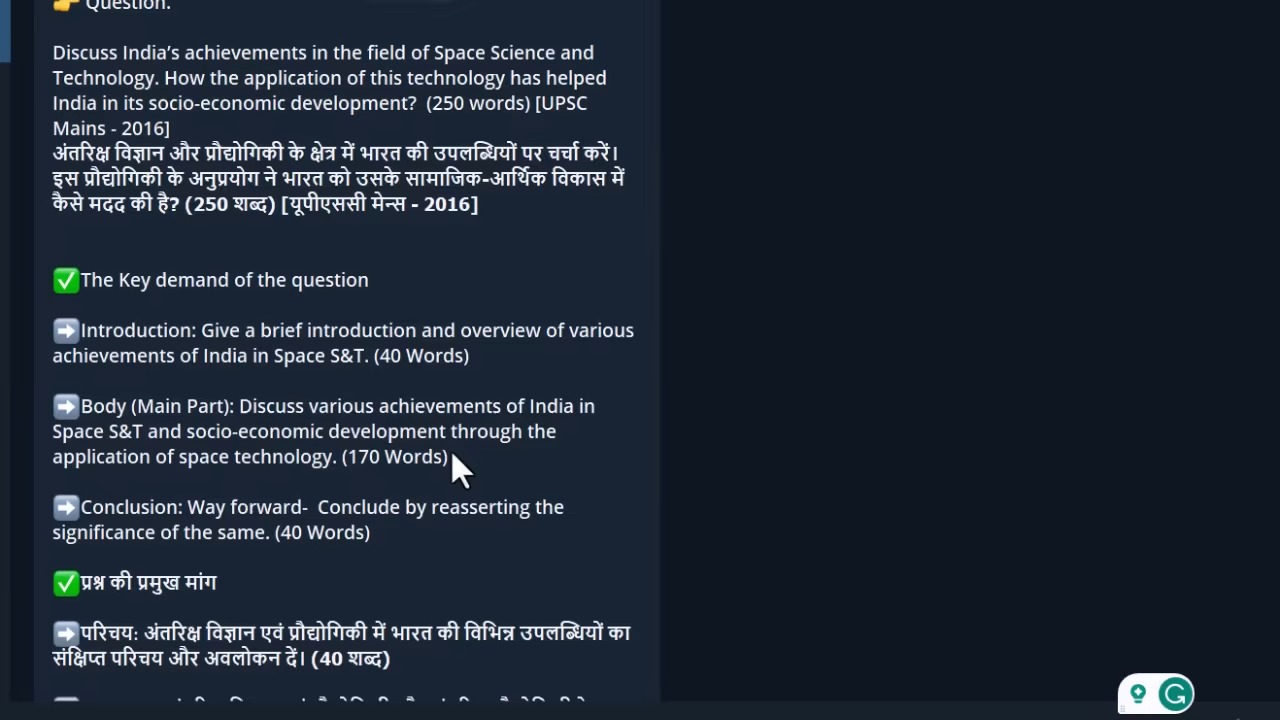 Question.
Discuss India’s achievements in the field of Space Science and
Technology. How the application of this technology has helped
India in its socio-economic development?  (250 words) [UPSC
Mains - 2016]
अंतरिक्ष विज्ञान और प्रौद्योगिकी के क्षेत्र में भारत की उपलब्धियों पर चर्चा करें।
इस प्रौद्योगिकी के अनुप्रयोग ने भारत को उसके सामाजिक-आर्थिक विकास में
कैसे मदद की है? (250 शब्द) [यूपीएससी मेन्स - 2016]
The Key demand of the question
Introduction: Give a brief introduction and overview of various
achievements of India in Space S&T. (40 Words)
Body (Main Part): Discuss various achievements of India in
Space S&T and socio-economic development through the
application of space technology. (170 Words)
Conclusion: Way forward-  Conclude by reasserting the
significance of the same. (40 Words)
प्रश्न की प्रमुख मांग
परिचय: अंतरिक्ष विज्ञान एवं प्रौद्योगिकी में भारत की विभिन्न उपलब्धियों का
संक्षिप्त परिचय और अवलोकन दें। (40 शब्द)